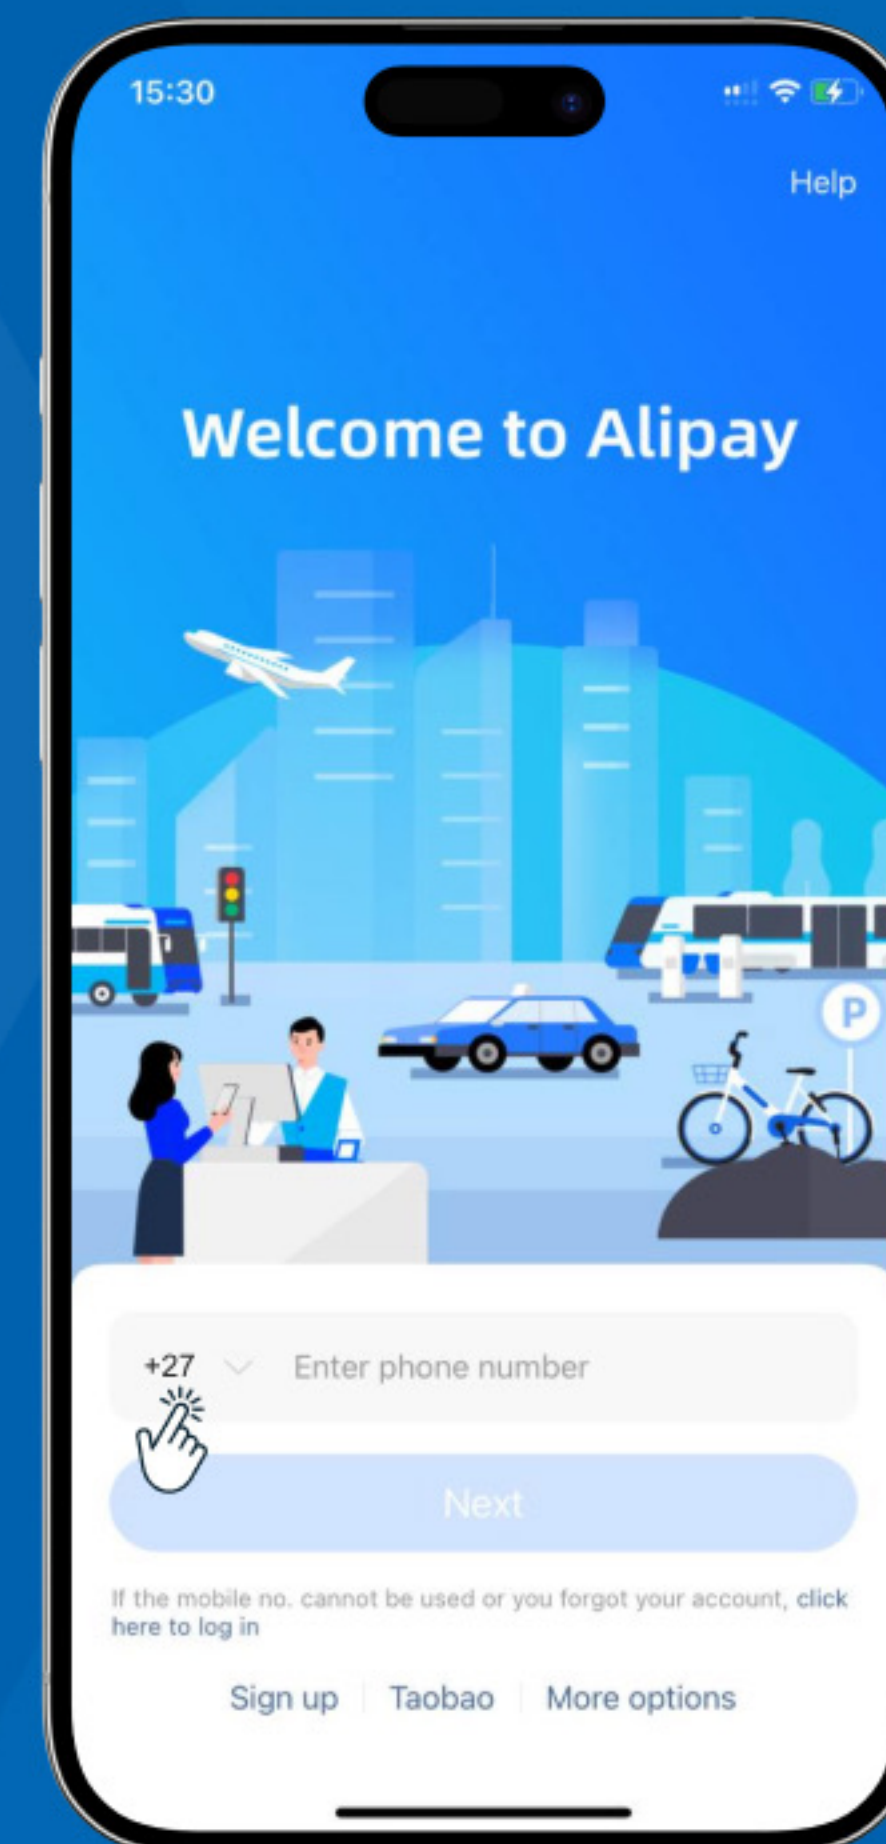 15:30
Help
Welcome to Alipay
P
+27 Enter phone number
Next
If the mobile no. cannot be used or you forgot your account, click
here to log in
Sign up Taobao More options